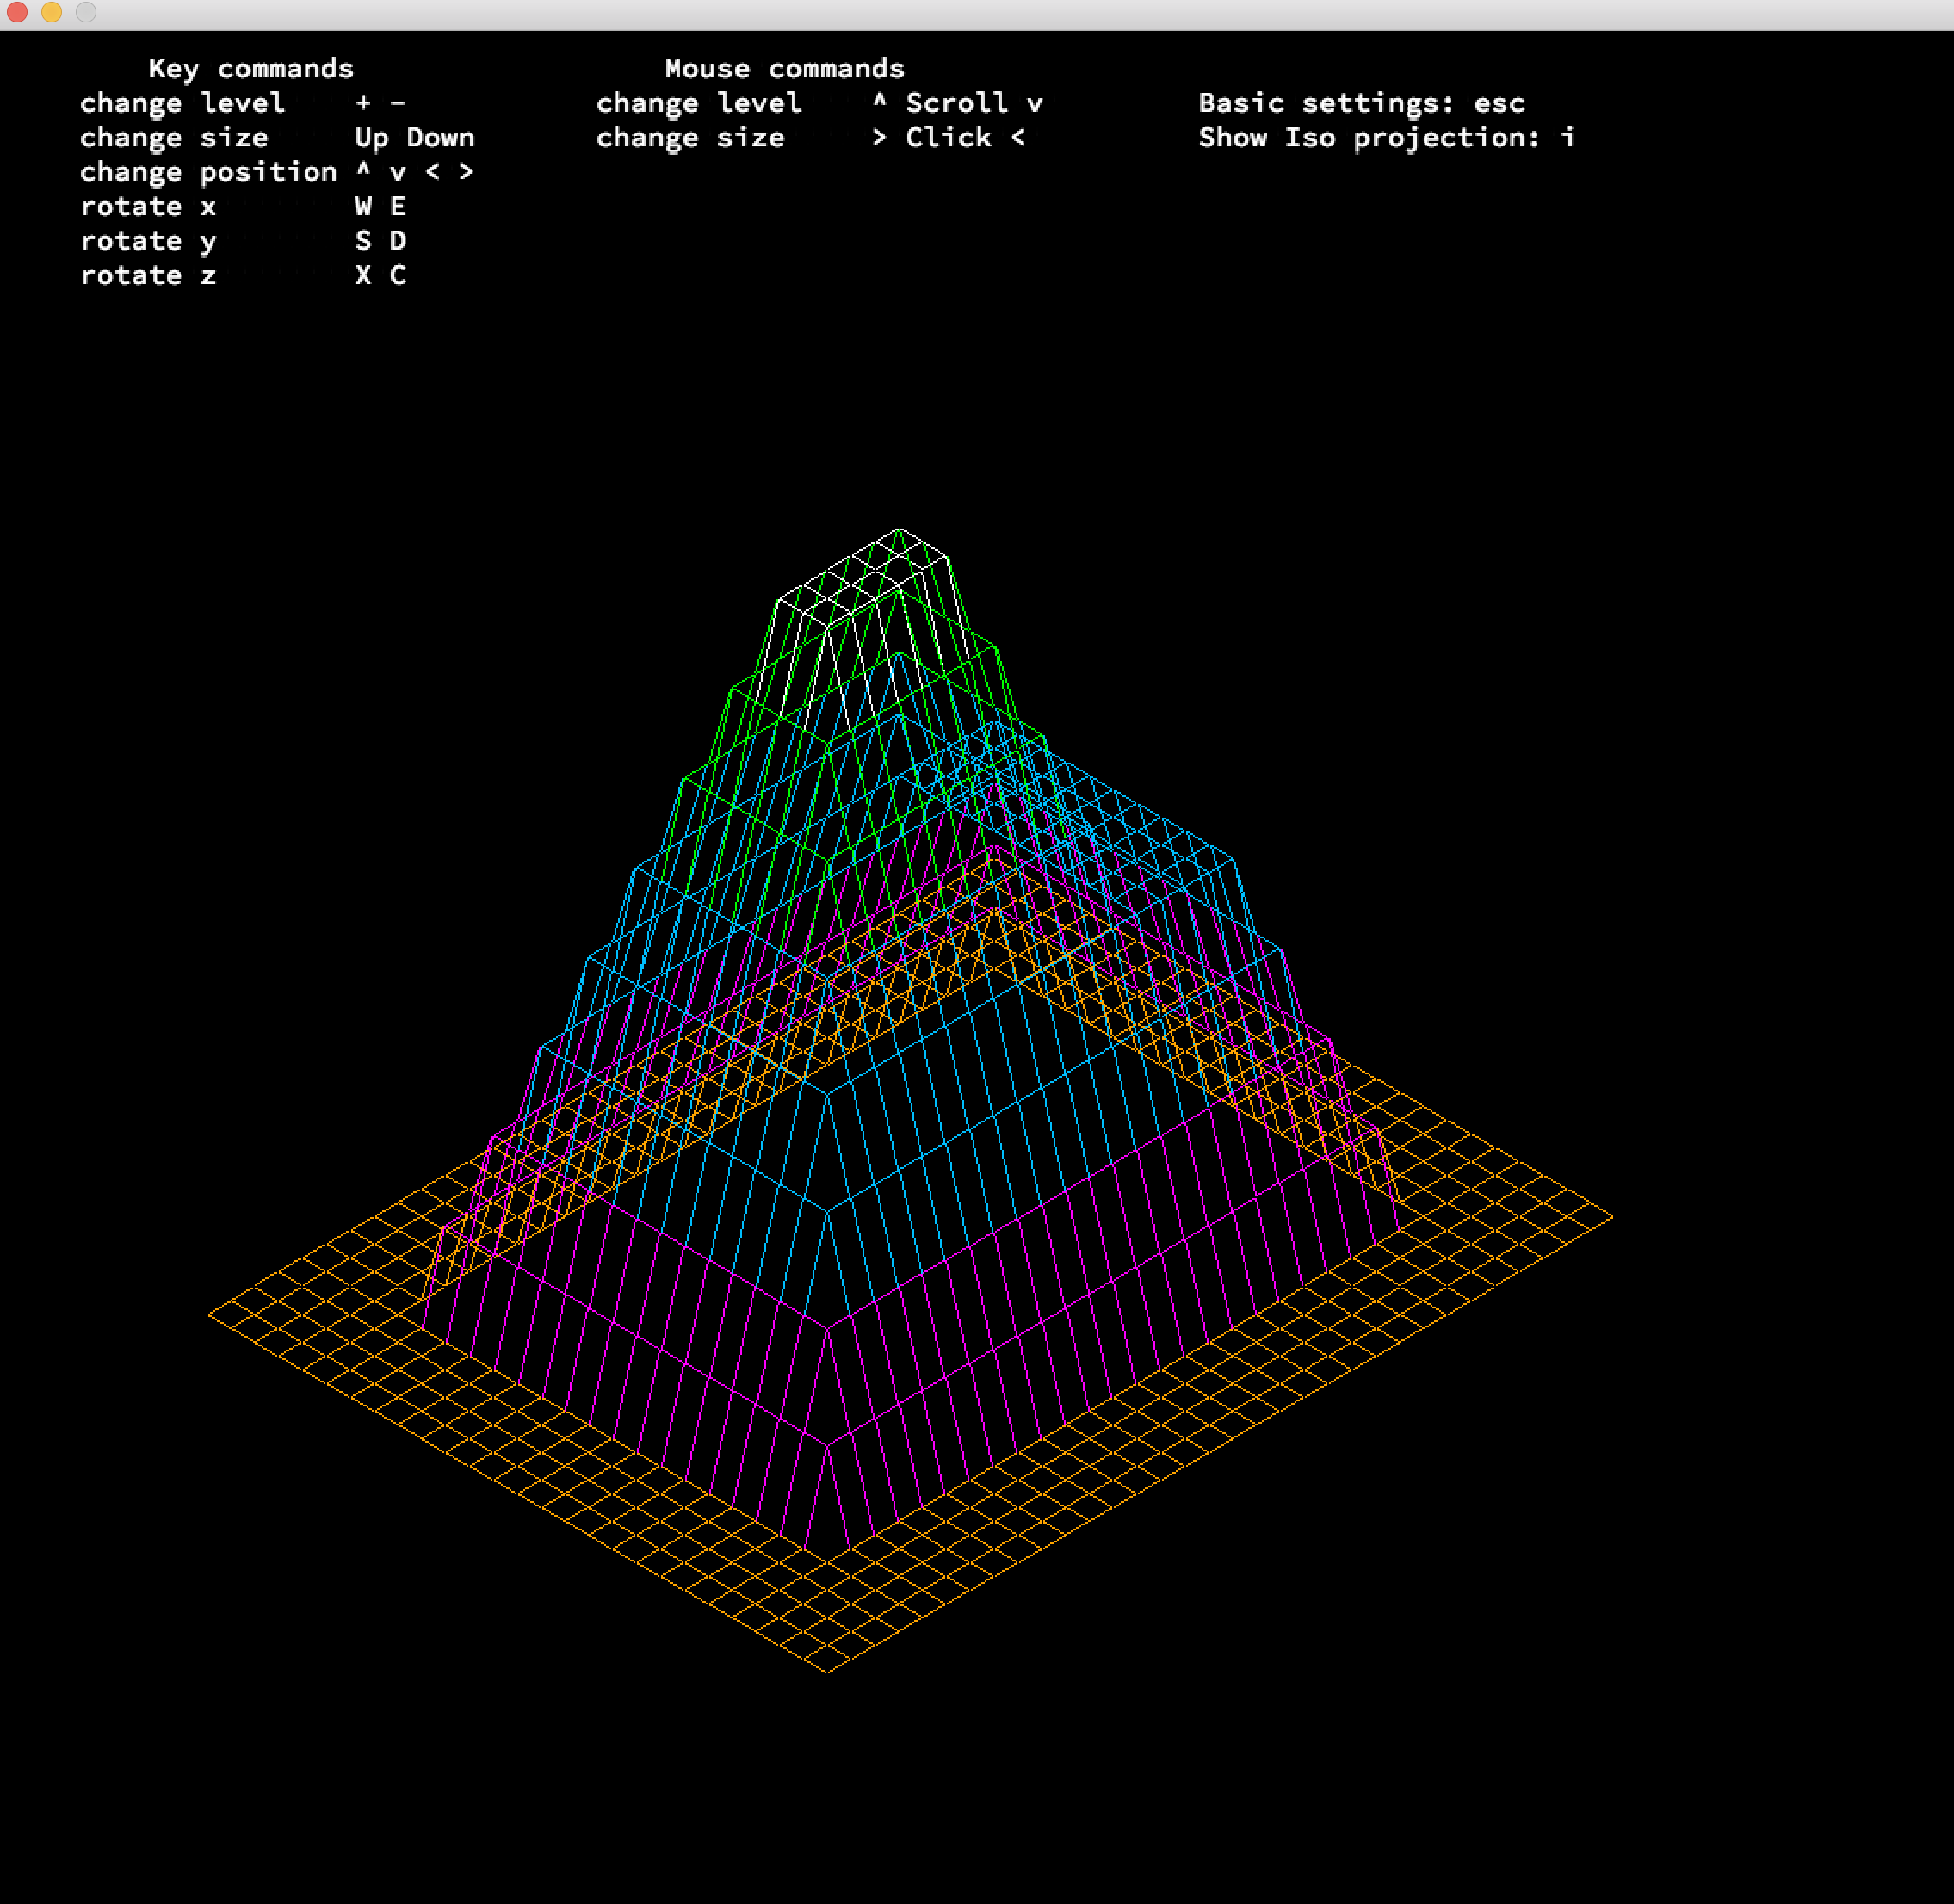 Key commands
change level + -
change size Up Down
change position ^ v < >
rotate x W E
rotate y S D
rotate z X C
Mouse commands
change level ^ Scroll v
change size > Click <
Basic settings: esc
Show Iso projection: i